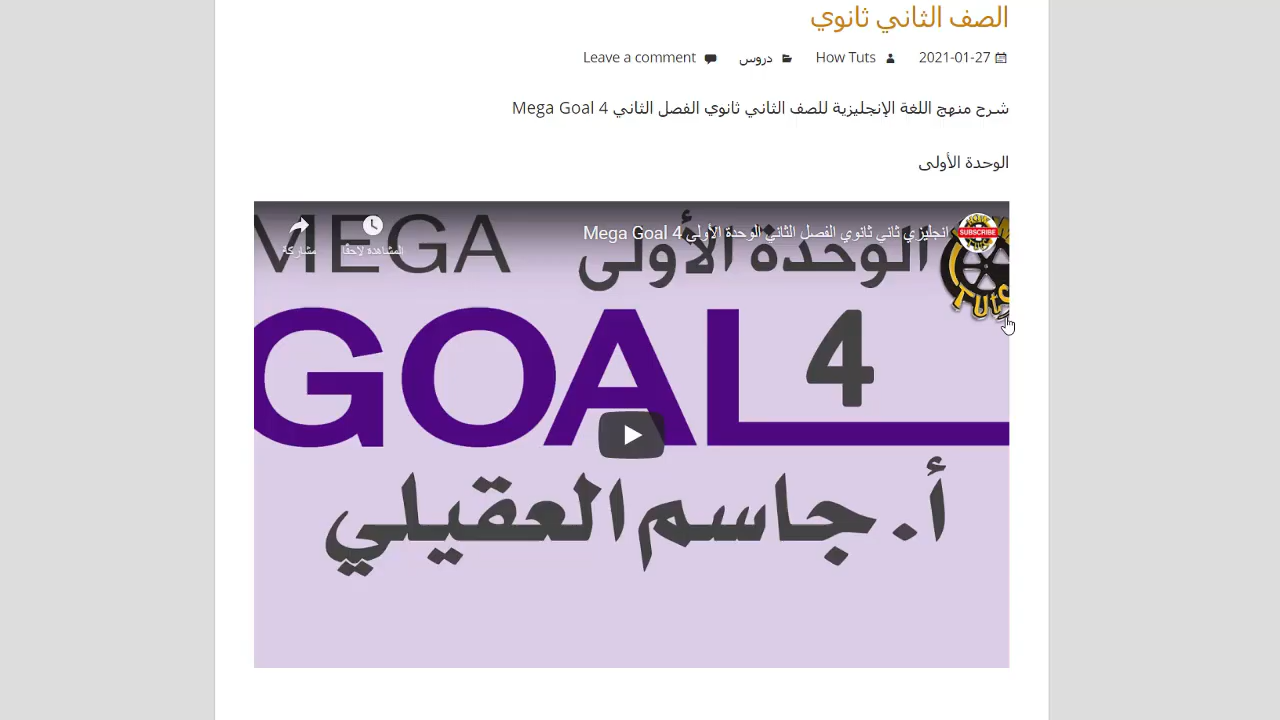 الصف الثاني ثانوي
2021-01-27 How Tuts دروس Leave a comment
شرح منهج اللغة الإنجليزية للصف الثاني ثانوي الفصل الثاني Mega Goal 4
الوحدة الأولى
انجليزي ثاني ثانوي الفصل الثاني الوحدة الأولى Mega Goal 4
SUBSCRIBE
المشاهدة لاحقًا
مشاركة
MEGA
الوحدة الأولى
GOAL 4
أ. جاسم العقيلي